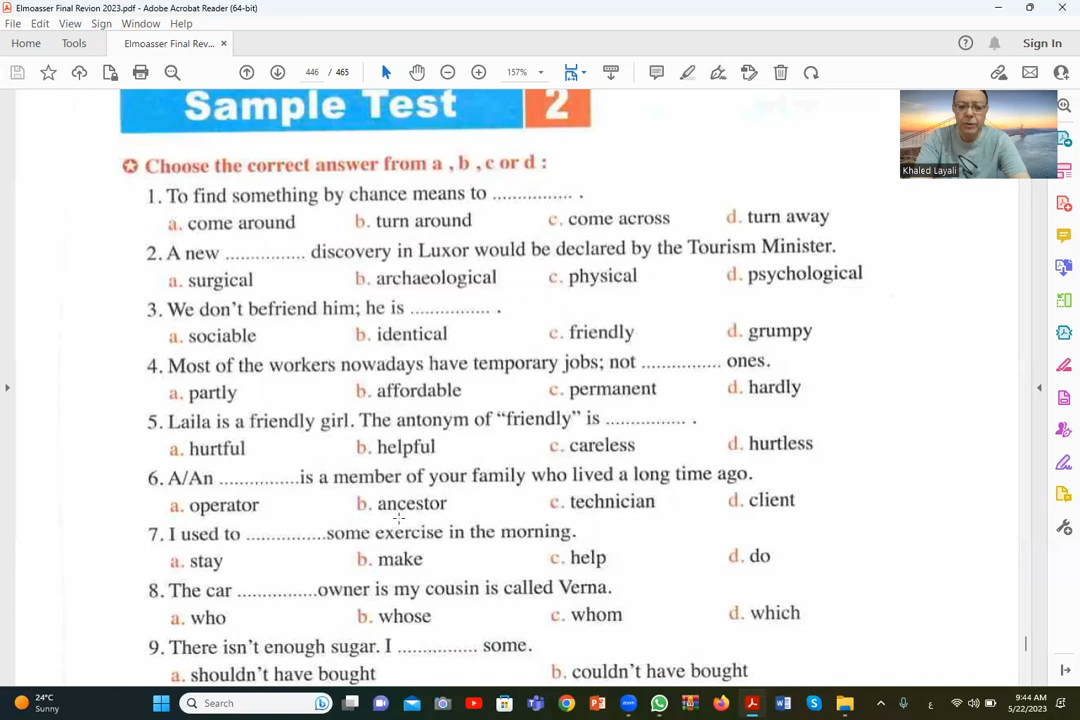 Elmoasser Final Revion 2023.pdf - Adobe Acrobat Reader (64-bit)
File Edit View Sign Window Help
Home Tools Elmoasser Final Rev... × Sign In
446 / 465 157%
Sample Test 2
Khaled Layali
Choose the correct answer from a , b , c or d :
1. To find something by chance means to ................ .
a. come around b. turn around c. come across d. turn away
2. A new ................ discovery in Luxor would be declared by the Tourism Minister.
a. surgical b. archaeological c. physical d. psychological
3. We don't befriend him; he is ................ .
a. sociable b. identical c. friendly d. grumpy
4. Most of the workers nowadays have temporary jobs; not ................ ones.
a. partly b. affordable c. permanent d. hardly
5. Laila is a friendly girl. The antonym of "friendly" is ................ .
a. hurtful b. helpful c. careless d. hurtless
6. A/An ................is a member of your family who lived a long time ago.
a. operator b. ancestor c. technician d. client
7. I used to ................some exercise in the morning.
a. stay b. make c. help d. do
8. The car ................owner is my cousin is called Verna.
a. who b. whose c. whom d. which
9. There isn't enough sugar. I ................ some.
a. shouldn't have bought b. couldn't have bought
24°C
Sunny
Search
ع
9:44 AM
5/22/2023